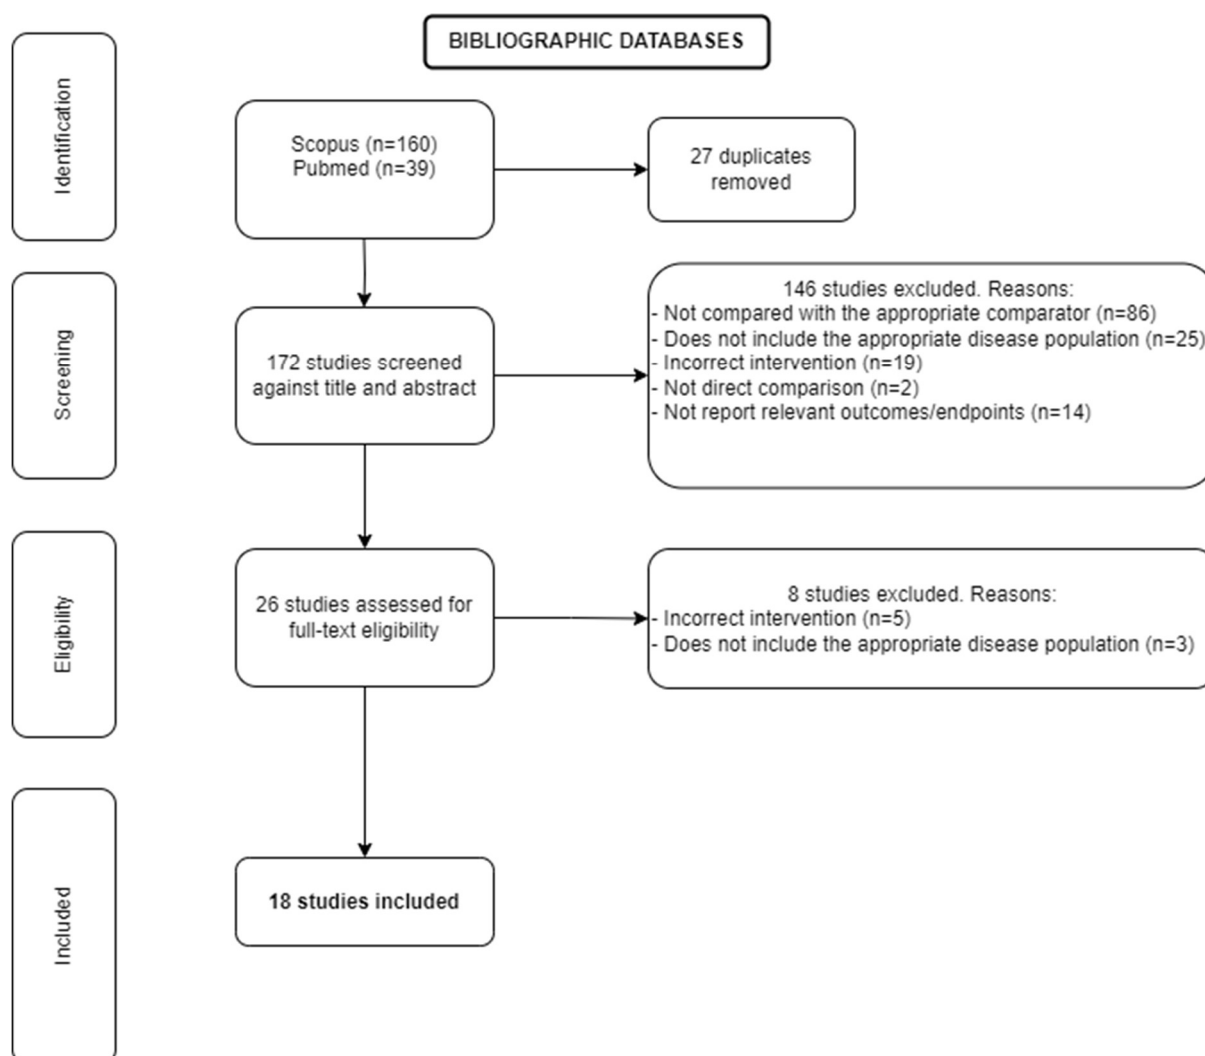 BIBLIOGRAPHIC DATABASES
Identification
Scopus (n=160)
Pubmed (n=39)
27 duplicates
removed
Screening
172 studies screened
against title and abstract
146 studies excluded. Reasons:
- Not compared with the appropriate comparator (n=86)
- Does not include the appropriate disease population (n=25)
- Incorrect intervention (n=19)
- Not direct comparison (n=2)
- Not report relevant outcomes/endpoints (n=14)
Eligibility
26 studies assessed for
full-text eligibility
8 studies excluded. Reasons:
- Incorrect intervention (n=5)
- Does not include the appropriate disease population (n=3)
Included
18 studies included